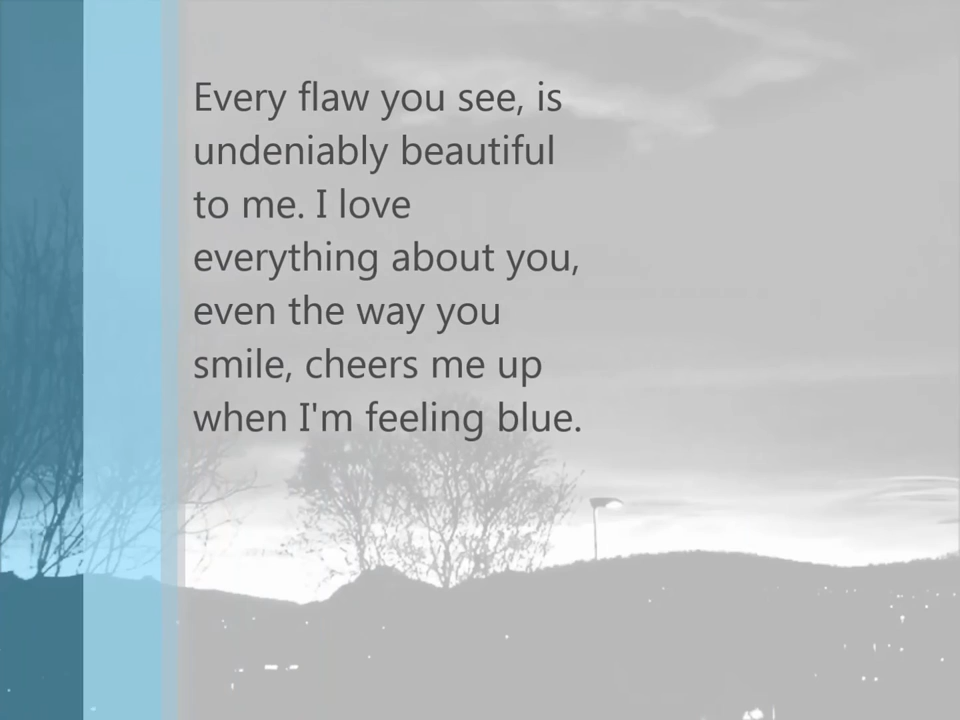 Every flaw you see, is
undeniably beautiful
to me. I love
everything about you,
even the way you
smile, cheers me up
when I'm feeling blue.